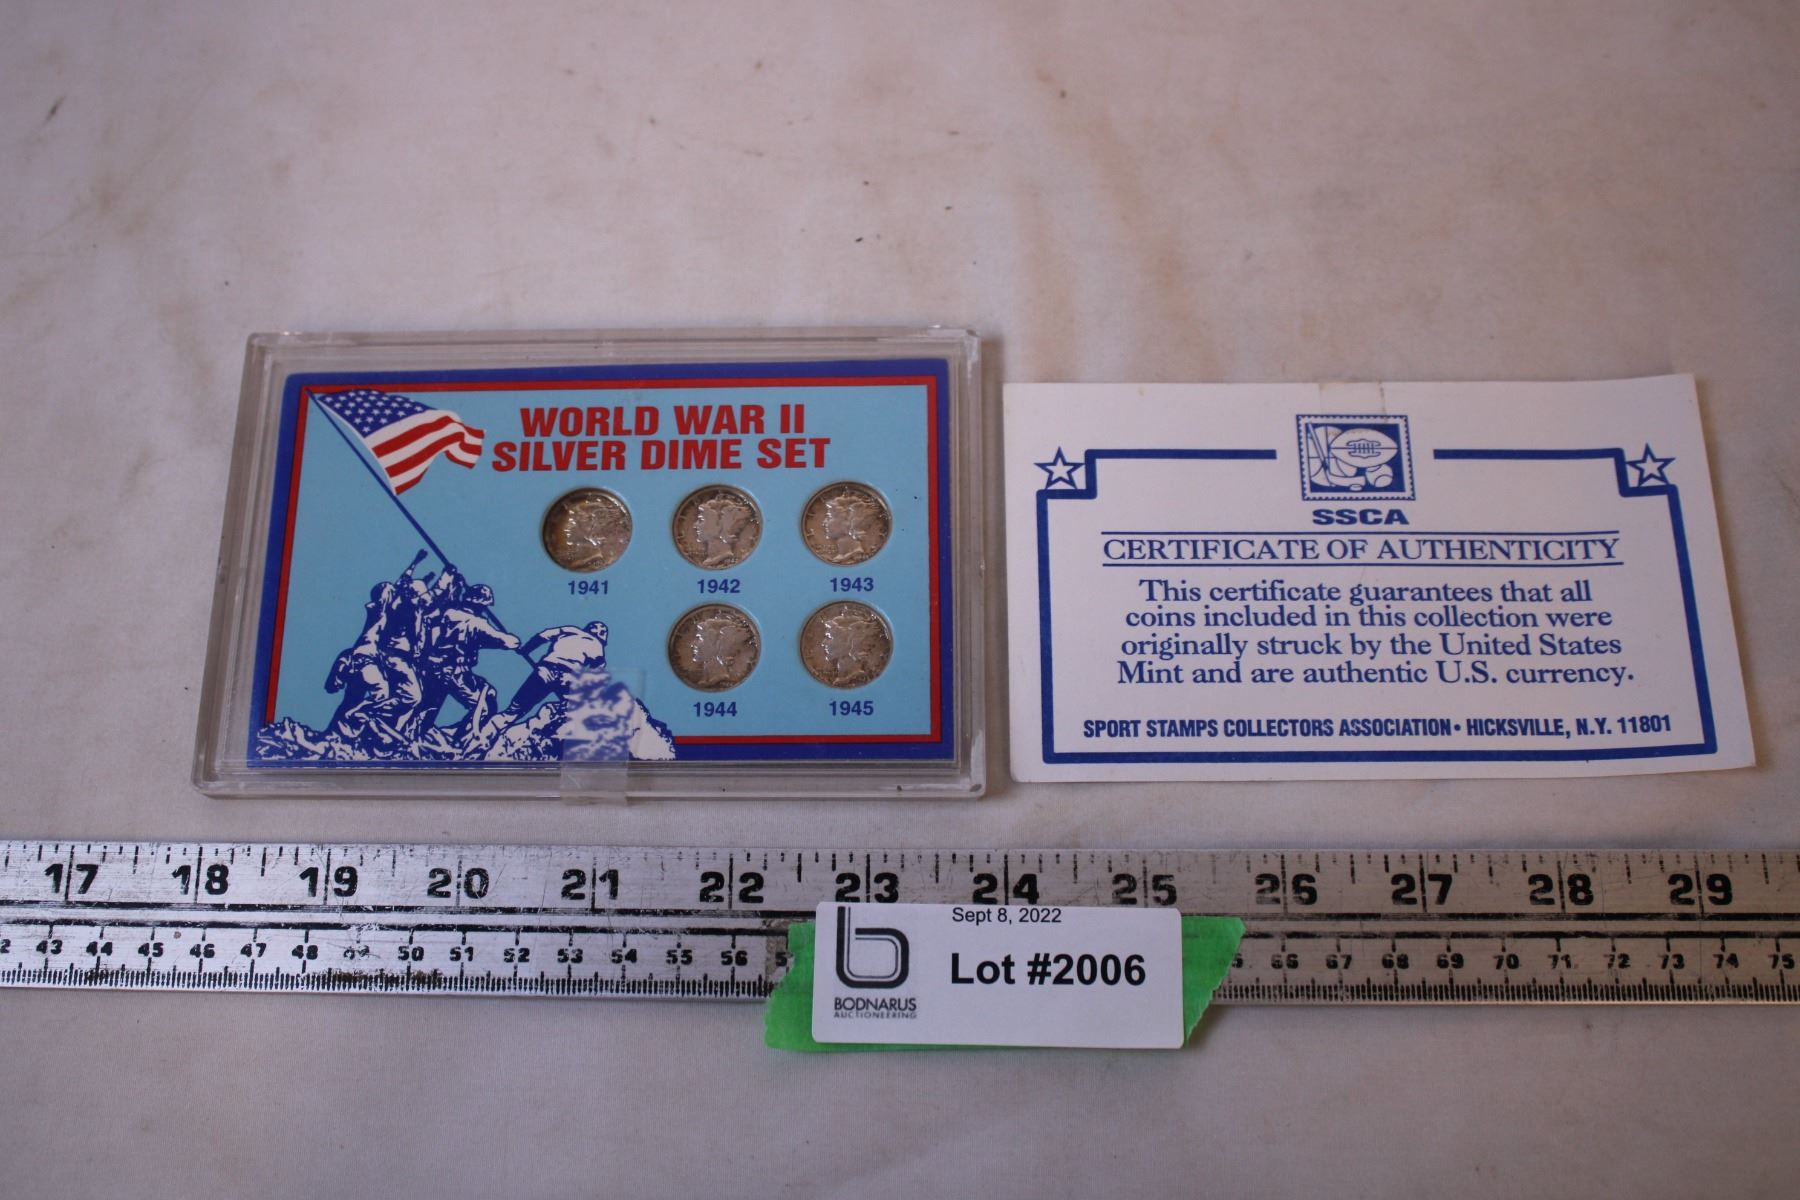 WORLD WAR II
SILVER DIME SET
1941 1942 1943
1944 1945
SSCA
CERTIFICATE OF AUTHENTICITY
This certificate guarantees that all
coins included in this collection were
originally struck by the United States
Mint and are authentic U.S. currency.
SPORT STAMPS COLLECTORS ASSOCIATION • HICKSVILLE, N.Y. 11801
17 18 19 20 21 22 23 24 25 26 27 28 29
43 44 45 46 47 48 49 50 51 52 53 54 55 56 66 67 68 69 70 71 72 73 74 75
Sept 8, 2022
Lot #2006
BODNARUS
AUCTIONEERING